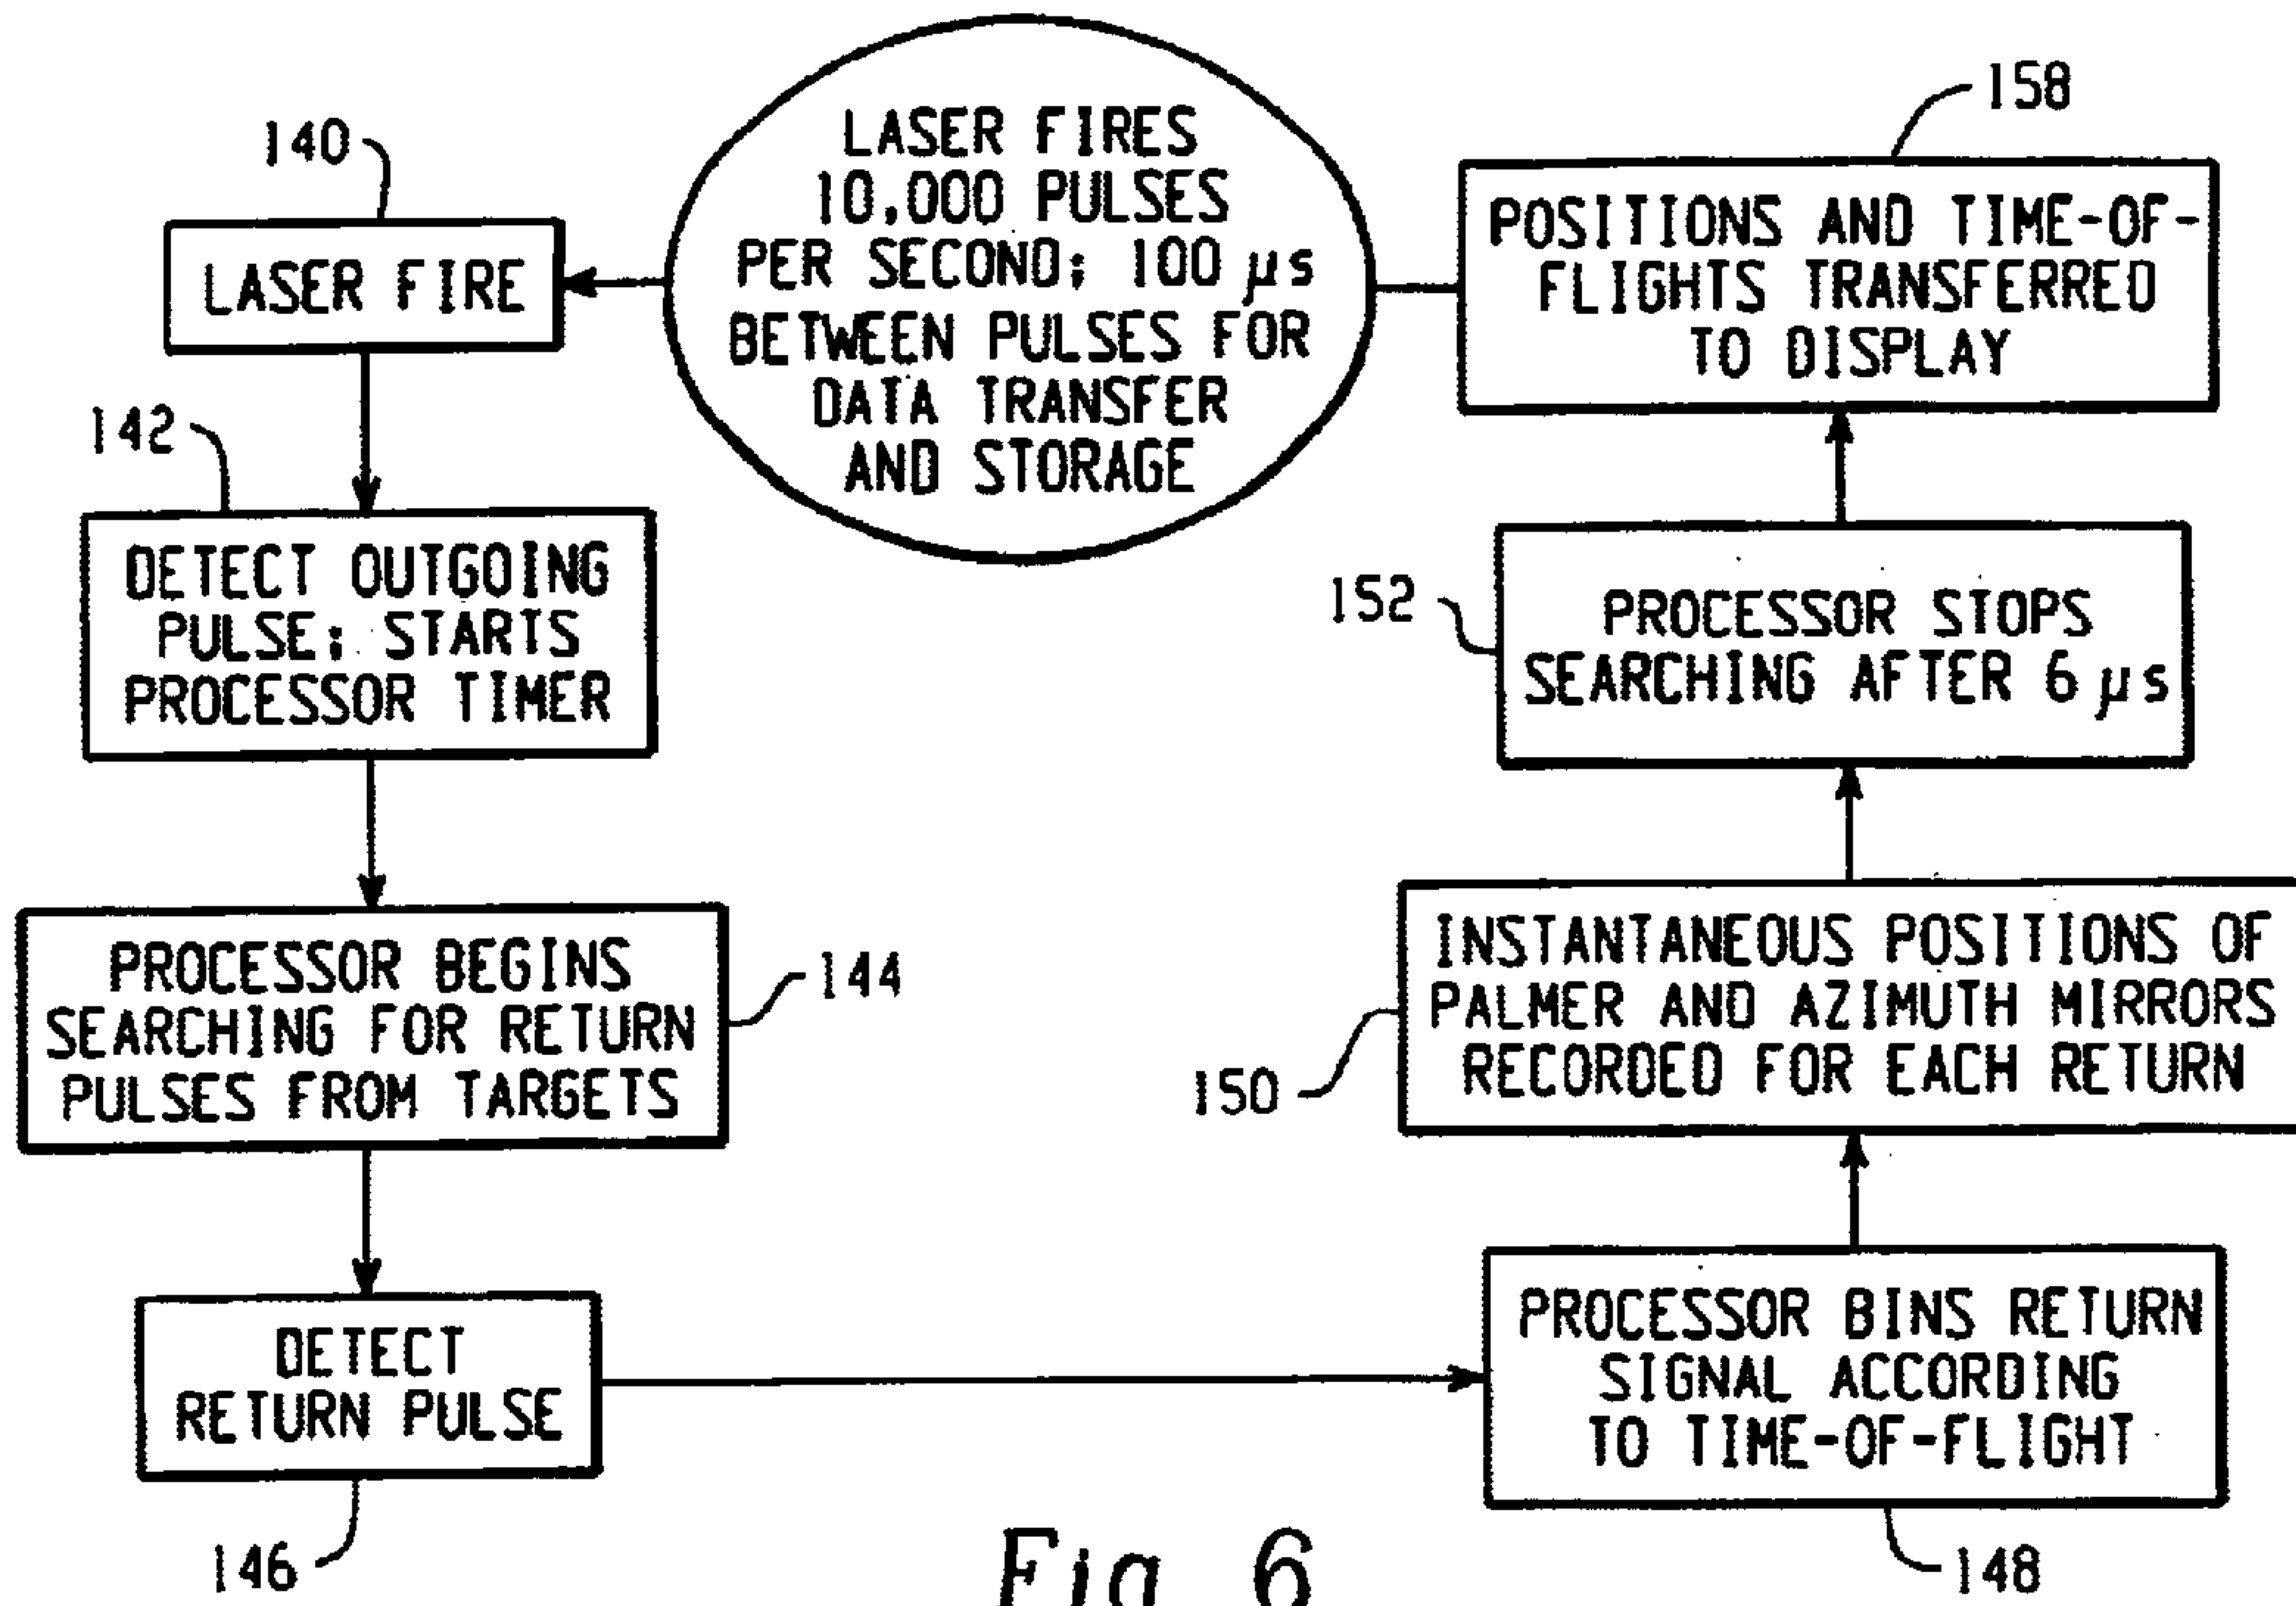 LASER FIRES
10,000 PULSES
PER SECOND; 100 µs
BETWEEN PULSES FOR
DATA TRANSFER
AND STORAGE
140
LASER FIRE
142
DETECT OUTGOING
PULSE; STARTS
PROCESSOR TIMER
PROCESSOR BEGINS
SEARCHING FOR RETURN
PULSES FROM TARGETS
144
DETECT
RETURN PULSE
146
PROCESSOR BINS RETURN
SIGNAL ACCORDING
TO TIME-OF-FLIGHT
148
INSTANTANEOUS POSITIONS OF
PALMER AND AZIMUTH MIRRORS
RECORDED FOR EACH RETURN
150
152
PROCESSOR STOPS
SEARCHING AFTER 6 µs
158
POSITIONS AND TIME-OF-
FLIGHTS TRANSFERRED
TO DISPLAY
Fig 6